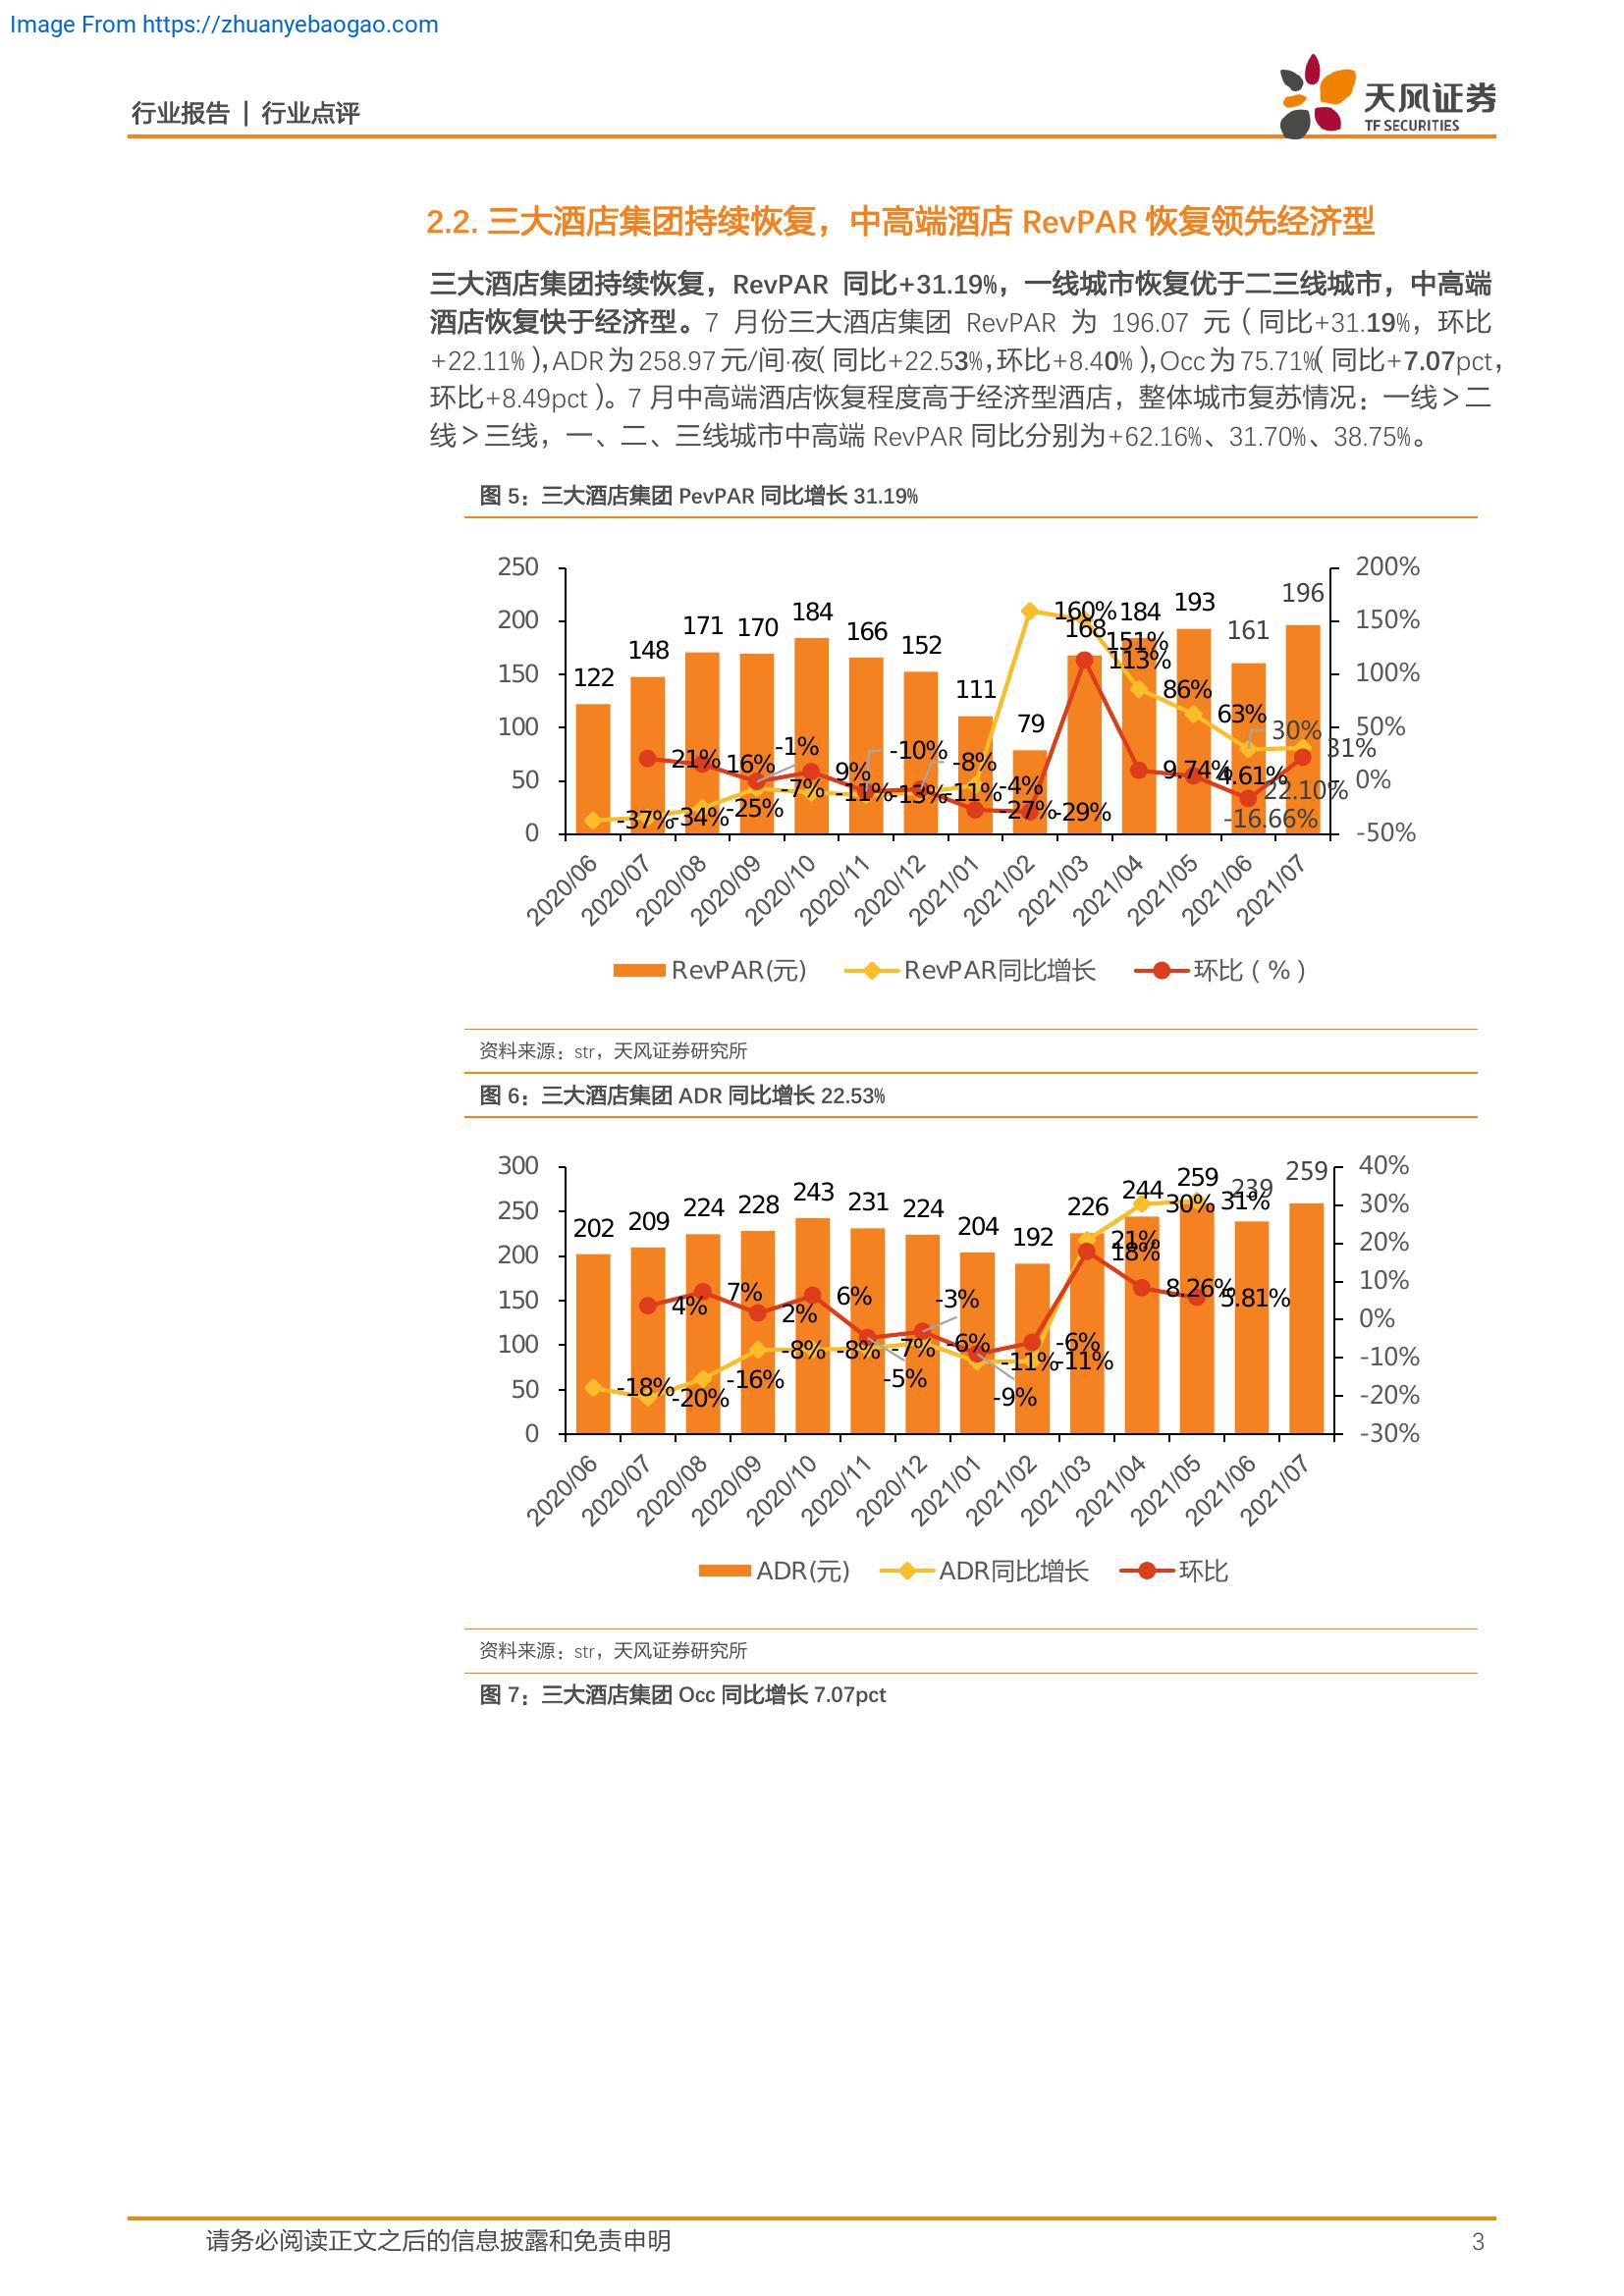 Image From https://zhuanyebaogao.com
行业报告 | 行业点评
天风证券
TF SECURITIES
2.2. 三大酒店集团持续恢复，中高端酒店 RevPAR 恢复领先经济型
三大酒店集团持续恢复，RevPAR 同比+31.19%，一线城市恢复优于二三线城市，中高端
酒店恢复快于经济型。7 月份三大酒店集团 RevPAR 为 196.07 元（同比+31.19%，环比
+22.11%），ADR 为 258.97 元/间·夜（同比+22.53%，环比+8.40%），Occ 为 75.71%（同比+7.07pct，
环比+8.49pct）。7 月中高端酒店恢复程度高于经济型酒店，整体城市复苏情况：一线＞二
线＞三线，一、二、三线城市中高端 RevPAR 同比分别为+62.16%、31.70%、38.75%。
图 5：三大酒店集团 PevPAR 同比增长 31.19%
250 200 150 100 50 0
200% 150% 100% 50% 0% -50%
122 148 171 170 184 166 152 111 79 168 184 193 161 196
-37% -34% -25% -7% -11% -13% -11% -4% 160% 151% 86% 63% 30% 31%
21% 16% -1% 9% -10% -8% -27% -29% 113% 9.74% 4.61% -16.66% 22.10%
2020/06 2020/07 2020/08 2020/09 2020/10 2020/11 2020/12 2021/01 2021/02 2021/03 2021/04 2021/05 2021/06 2021/07
RevPAR(元) RevPAR同比增长 环比（%）
资料来源：str，天风证券研究所
图 6：三大酒店集团 ADR 同比增长 22.53%
300 250 200 150 100 50 0
40% 30% 20% 10% 0% -10% -20% -30%
202 209 224 228 243 231 224 204 192 226 244 259 239 259
-18% -20% -16% -8% -8% -7% -6% -11% -11% 21% 30% 31%
4% 7% 2% 6% -5% -3% -9% -6% 18% 8.26% 5.81%
2020/06 2020/07 2020/08 2020/09 2020/10 2020/11 2020/12 2021/01 2021/02 2021/03 2021/04 2021/05 2021/06 2021/07
ADR(元) ADR同比增长 环比
资料来源：str，天风证券研究所
图 7：三大酒店集团 Occ 同比增长 7.07pct
请务必阅读正文之后的信息披露和免责申明
3